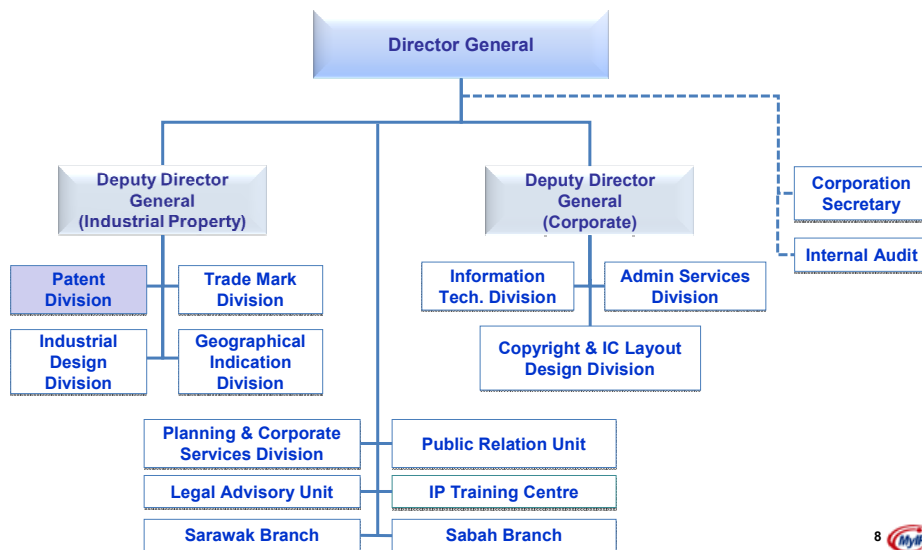 Director General
Deputy Director
General
(Industrial Property)
Deputy Director
General
(Corporate)
Corporation
Secretary
Internal Audit
Patent
Division
Trade Mark
Division
Information
Tech. Division
Admin Services
Division
Industrial
Design
Division
Geographical
Indication
Division
Copyright & IC Layout
Design Division
Planning & Corporate
Services Division
Public Relation Unit
Legal Advisory Unit
IP Training Centre
Sarawak Branch
Sabah Branch
8